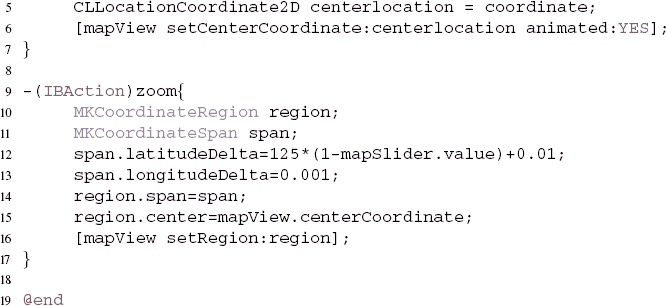 5 CLLocationCoordinate2D centerlocation = coordinate;
6 [mapView setCenterCoordinate:centerlocation animated:YES];
7 }
8
9 -(IBAction)zoom{
10 MKCoordinateRegion region;
11 MKCoordinateSpan span;
12 span.latitudeDelta=125*(1-mapSlider.value)+0.01;
13 span.longitudeDelta=0.001;
14 region.span=span;
15 region.center=mapView.centerCoordinate;
16 [mapView setRegion:region];
17 }
18
19 @end